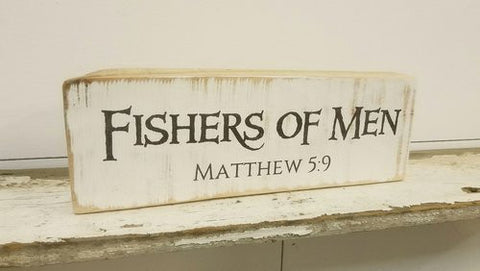 Fishers of Men
Matthew 5:9